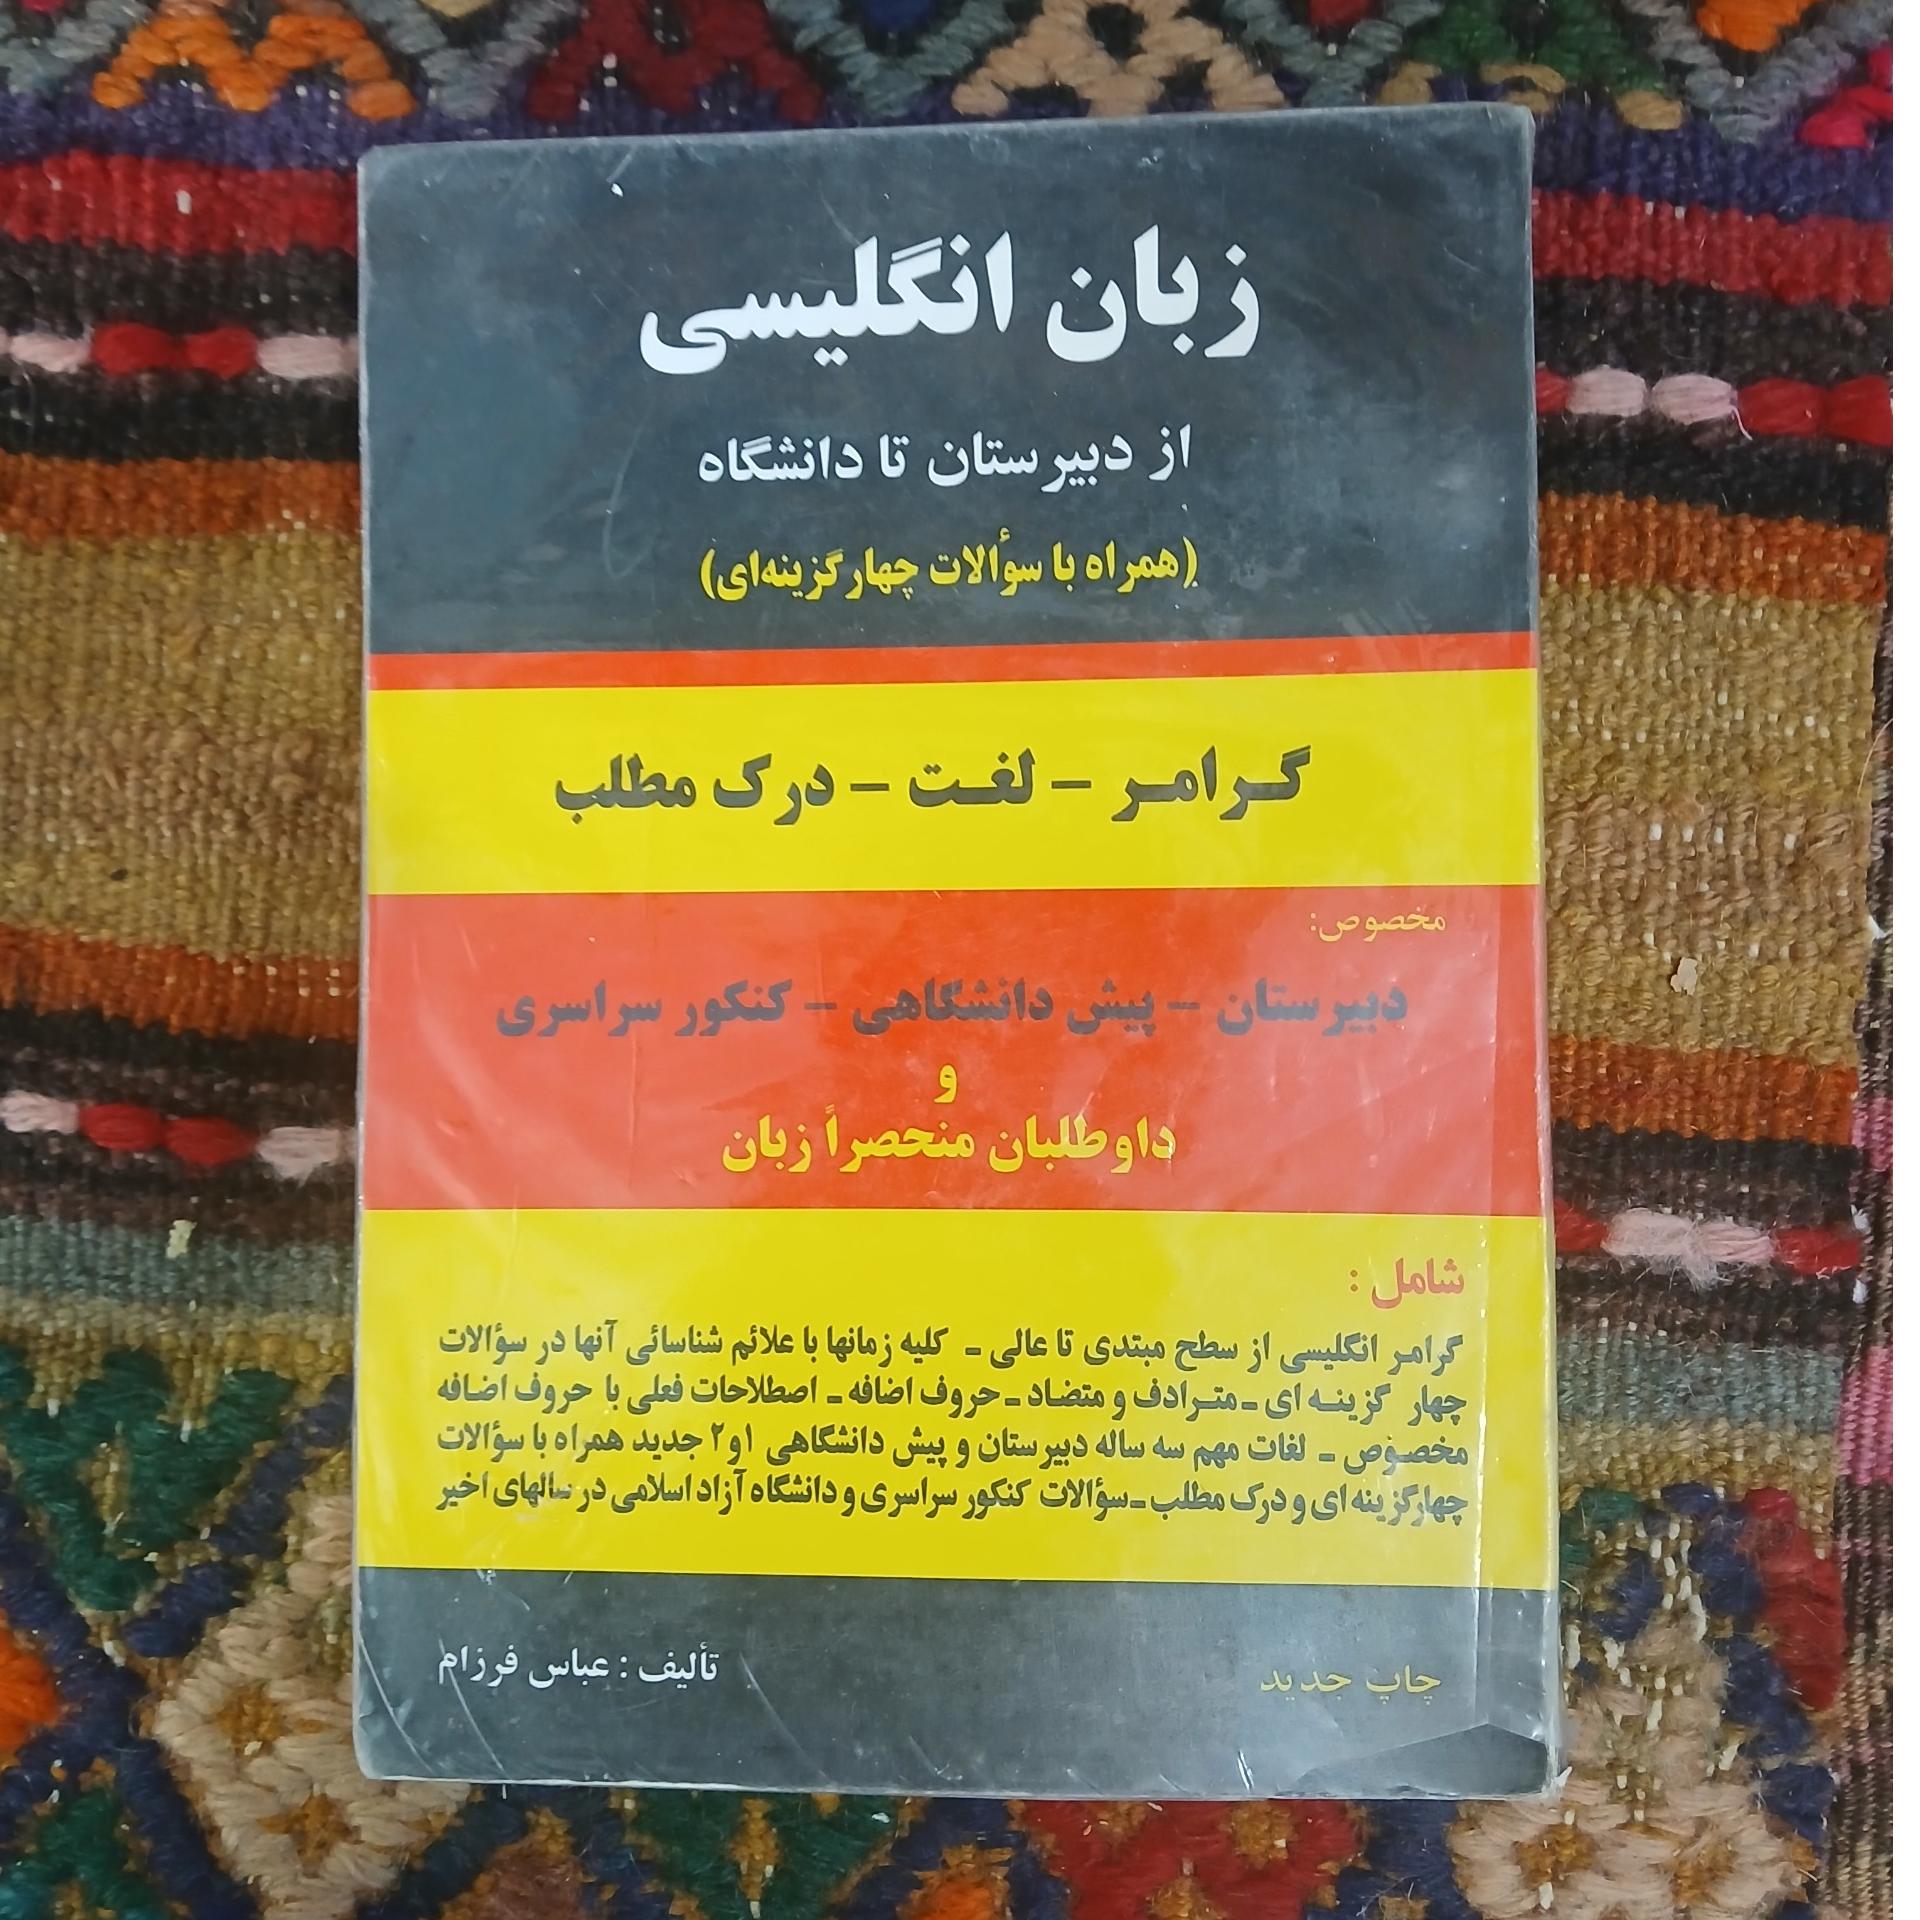 زبان انگلیسی
از دبیرستان تا دانشگاه
(همراه با سؤالات چهارگزینه‌ای)
گرامر - لغت - درک مطلب
مخصوص:
دبیرستان - پیش دانشگاهی - کنکور سراسری
و
داوطلبان منحصراً زبان
شامل :
گرامر انگلیسی از سطح مبتدی تا عالی - کلیه زمانها با علائم شناسائی آنها در سؤالات
چهار گزینه ای - مترادف و متضاد - حروف اضافه - اصطلاحات فعلی با حروف اضافه
مخصوص - لغات مهم سه ساله دبیرستان و پیش دانشگاهی ۱و۲ جدید همراه با سؤالات
چهارگزینه ای و درک مطلب - سؤالات کنکور سراسری و دانشگاه آزاد اسلامی در سالهای اخیر
چاپ جدید
تألیف : عباس فرزام